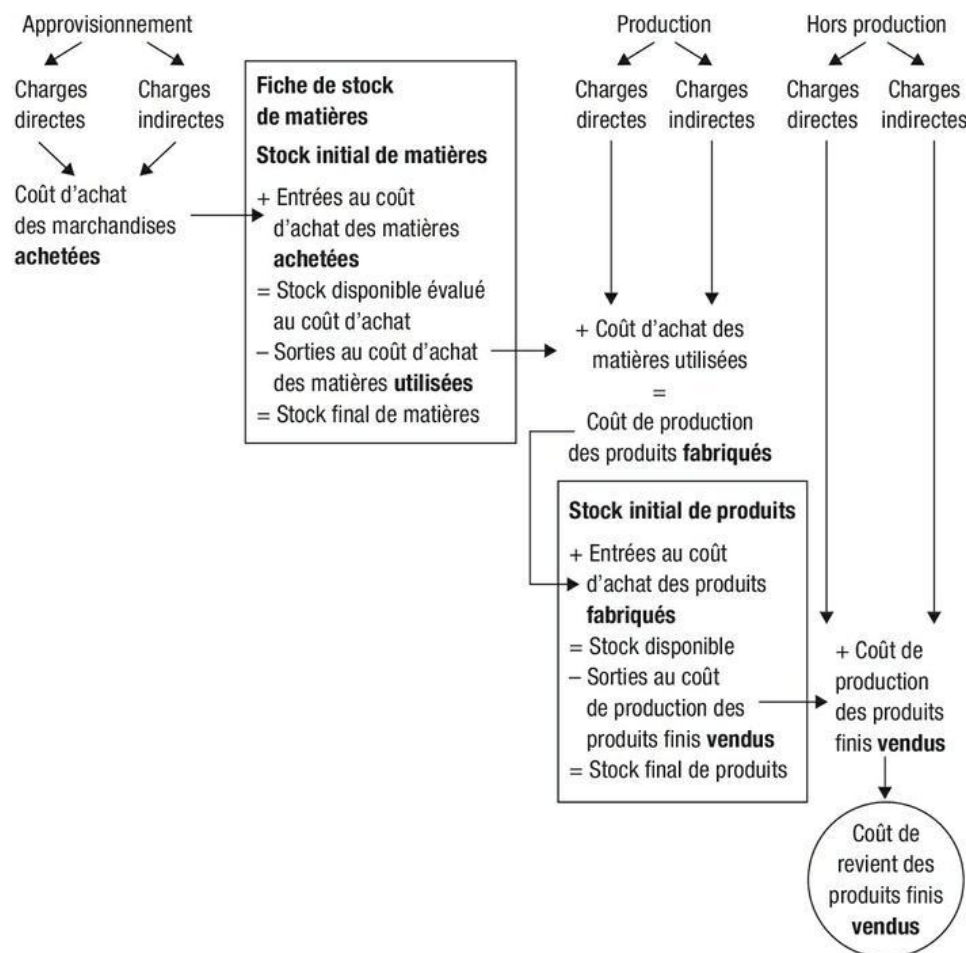 Approvisionnement
Charges
directes
Charges
indirectes
Coût d'achat
des marchandises
achetées
Fiche de stock
de matières
Stock initial de matières
+ Entrées au coût
d'achat des matières
achetées
= Stock disponible évalué
au coût d'achat
– Sorties au coût d'achat
des matières utilisées
= Stock final de matières
Production
Charges
directes
Charges
indirectes
+ Coût d'achat des
matières utilisées
=
Coût de production
des produits fabriqués
Stock initial de produits
+ Entrées au coût
d'achat des produits
fabriqués
= Stock disponible
– Sorties au coût
de production des
produits finis vendus
= Stock final de produits
Hors production
Charges
directes
Charges
indirectes
+ Coût de
production
des produits
finis vendus
Coût de
revient des
produits finis
vendus